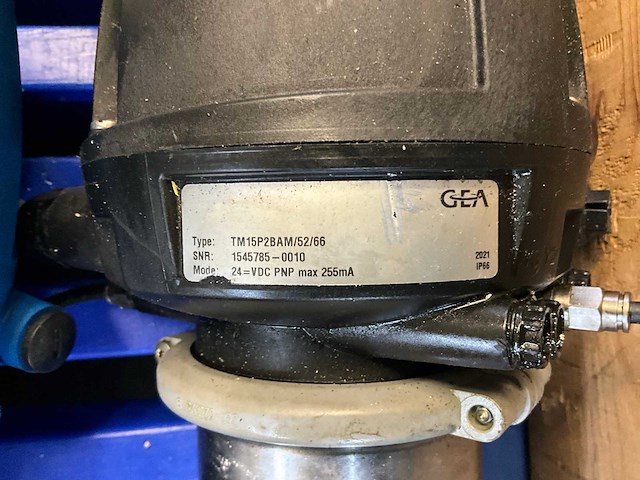 GEA
Type: TM15P2BAM/52/66
SNR: 1545785-0010
Mode: 24=VDC PNP max 255mA
2021
IP66